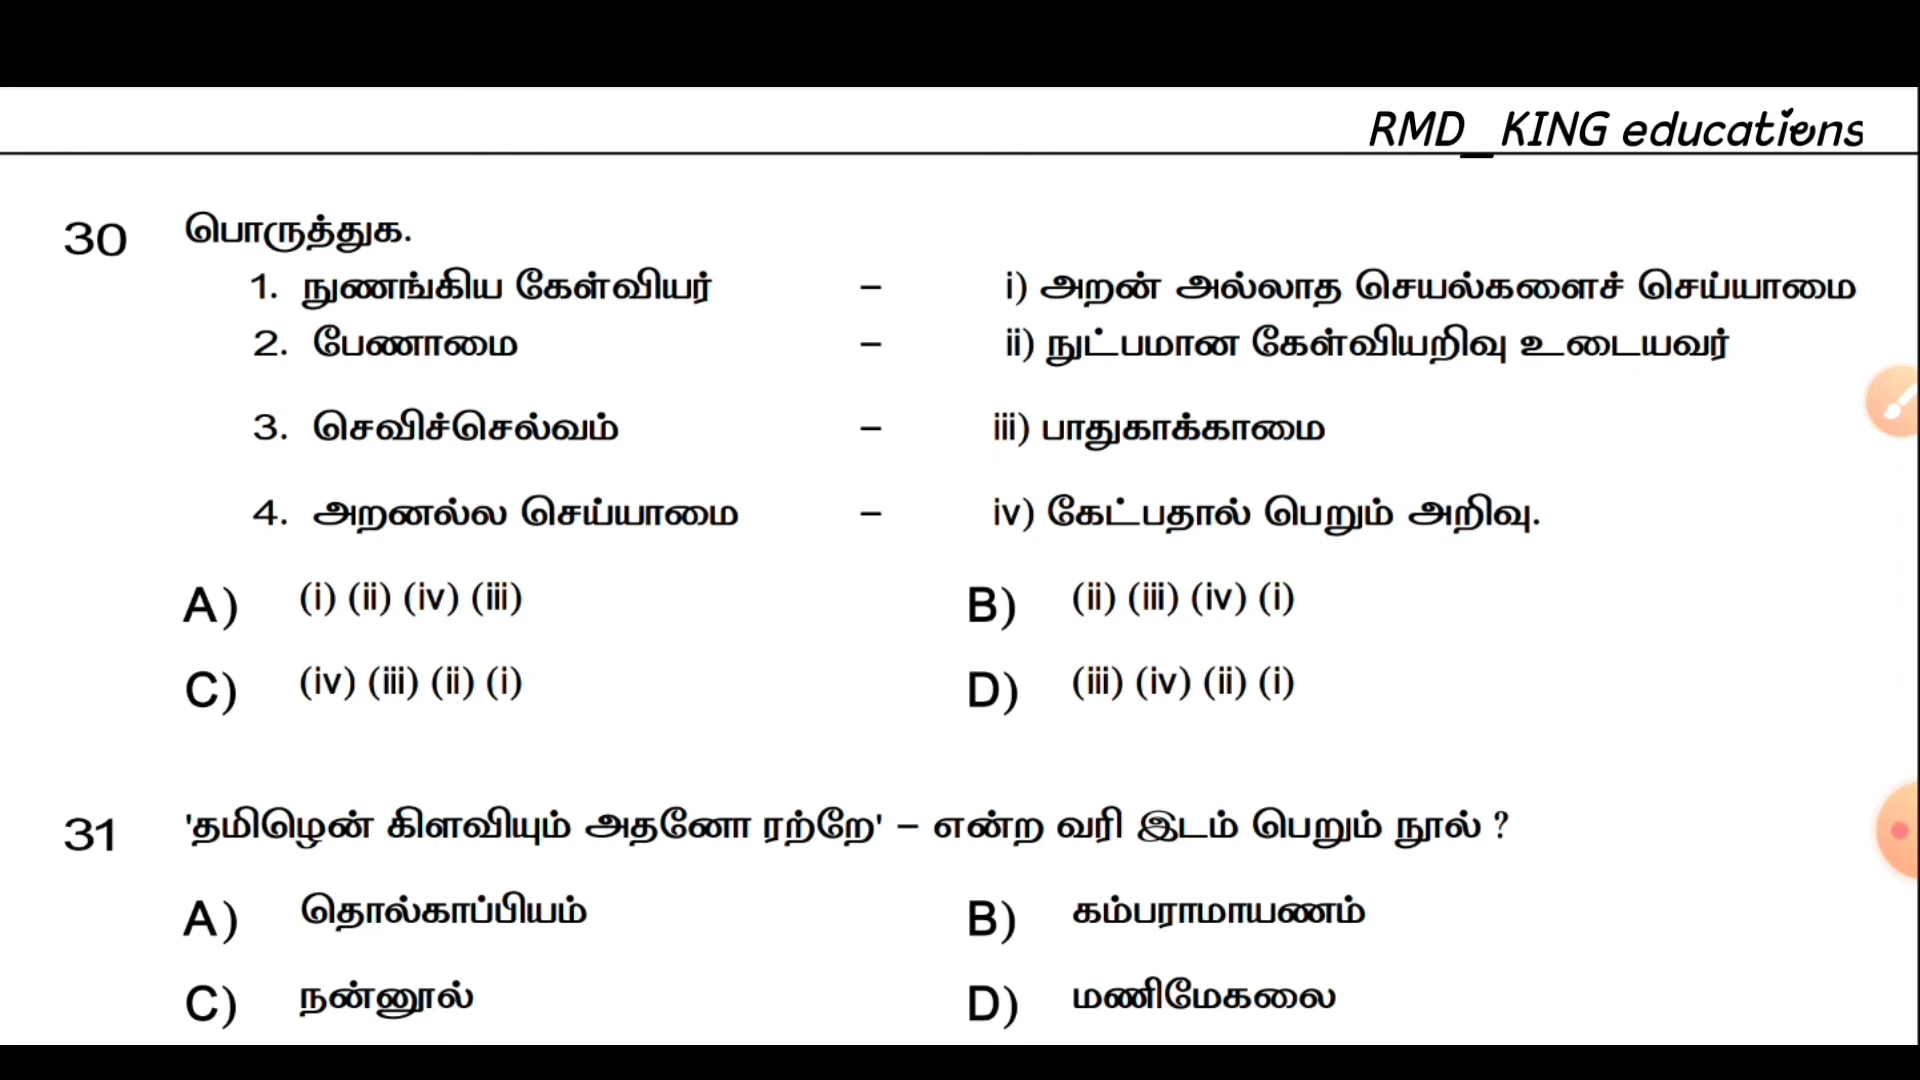 RMD_KING educations
30 பொருத்துக.
1. நுணங்கிய கேள்வியர் – i) அறன் அல்லாத செயல்களைச் செய்யாமை
2. பேணாமை – ii) நுட்பமான கேள்வியறிவு உடையவர்
3. செவிச்செல்வம் – iii) பாதுகாக்காமை
4. அறனல்ல செய்யாமை – iv) கேட்பதால் பெறும் அறிவு.
A) (i) (ii) (iv) (iii) B) (ii) (iii) (iv) (i)
C) (iv) (iii) (ii) (i) D) (iii) (iv) (ii) (i)
31 'தமிழென் கிளவியும் அதனோ ரற்றே' – என்ற வரி இடம் பெறும் நூல் ?
A) தொல்காப்பியம் B) கம்பராமாயணம்
C) நன்னூல் D) மணிமேகலை